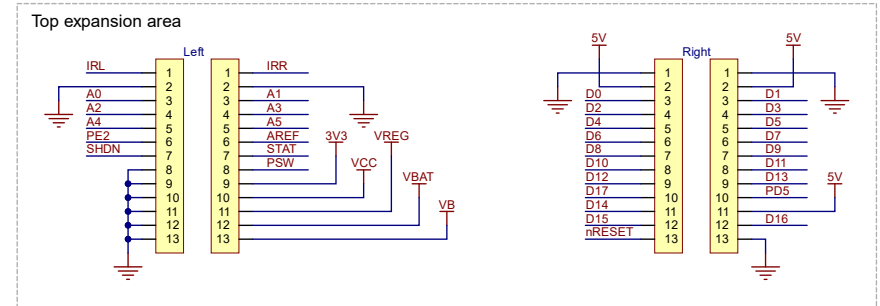 Top expansion area
Left
Right
5V
5V
IRL 1
1 IRR
1
1
2
2
2
2
A0 3
3 A1
D0 3
3 D1
A2 4
4 A3
D2 4
4 D3
A4 5
5 A5
D4 5
5 D5
PE2 6
6 AREF
3V3
VREG
D6 6
6 D7
SHDN 7
7 STAT
D8 7
7 D9
8
8 PSW
VCC
D10 8
8 D11
9
9
VBAT
D12 9
9 D13
5V
10
10
D17 10
10 PD5
11
11
VB
D14 11
11
12
12
D15 12
12 D16
13
13
nRESET 13
13